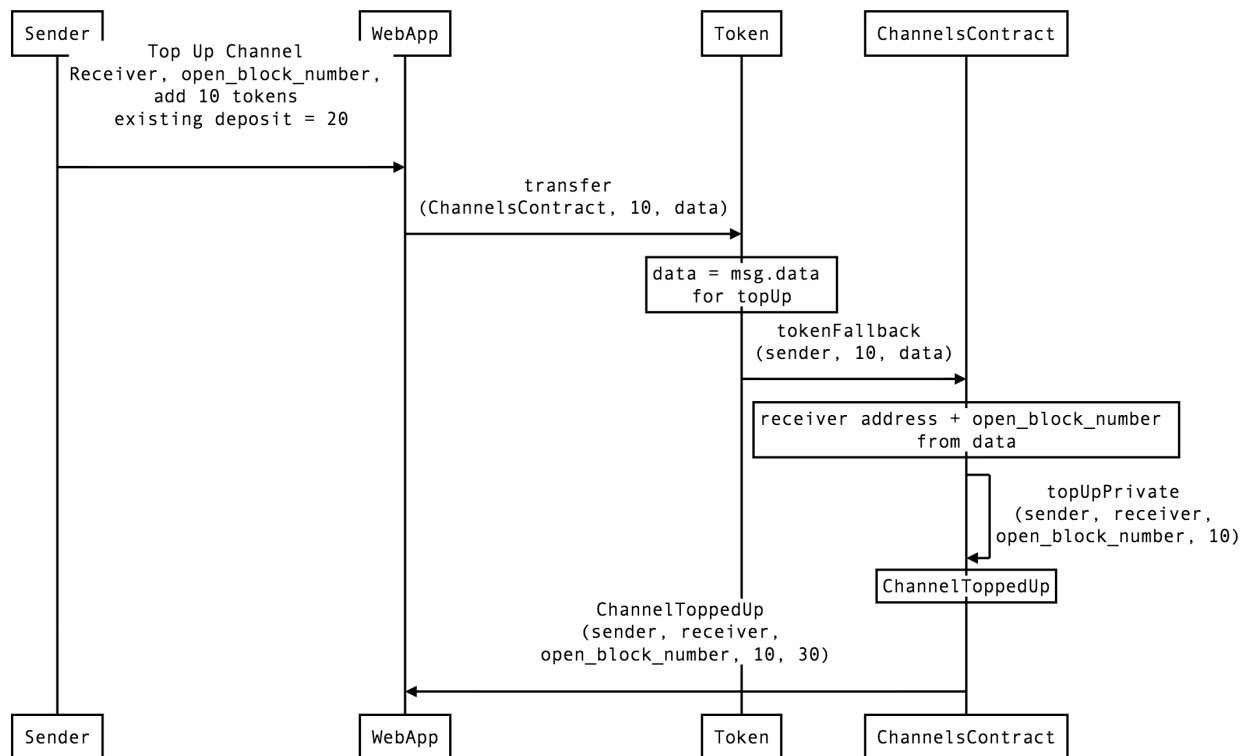 Sender
WebApp
Token
ChannelsContract
Top Up Channel
Receiver, open_block_number,
add 10 tokens
existing deposit = 20
transfer
(ChannelsContract, 10, data)
data = msg.data
for topUp
tokenFallback
(sender, 10, data)
receiver address + open_block_number
from data
topUpPrivate
(sender, receiver,
open_block_number, 10)
ChannelToppedUp
ChannelToppedUp
(sender, receiver,
open_block_number, 10, 30)
Sender
WebApp
Token
ChannelsContract